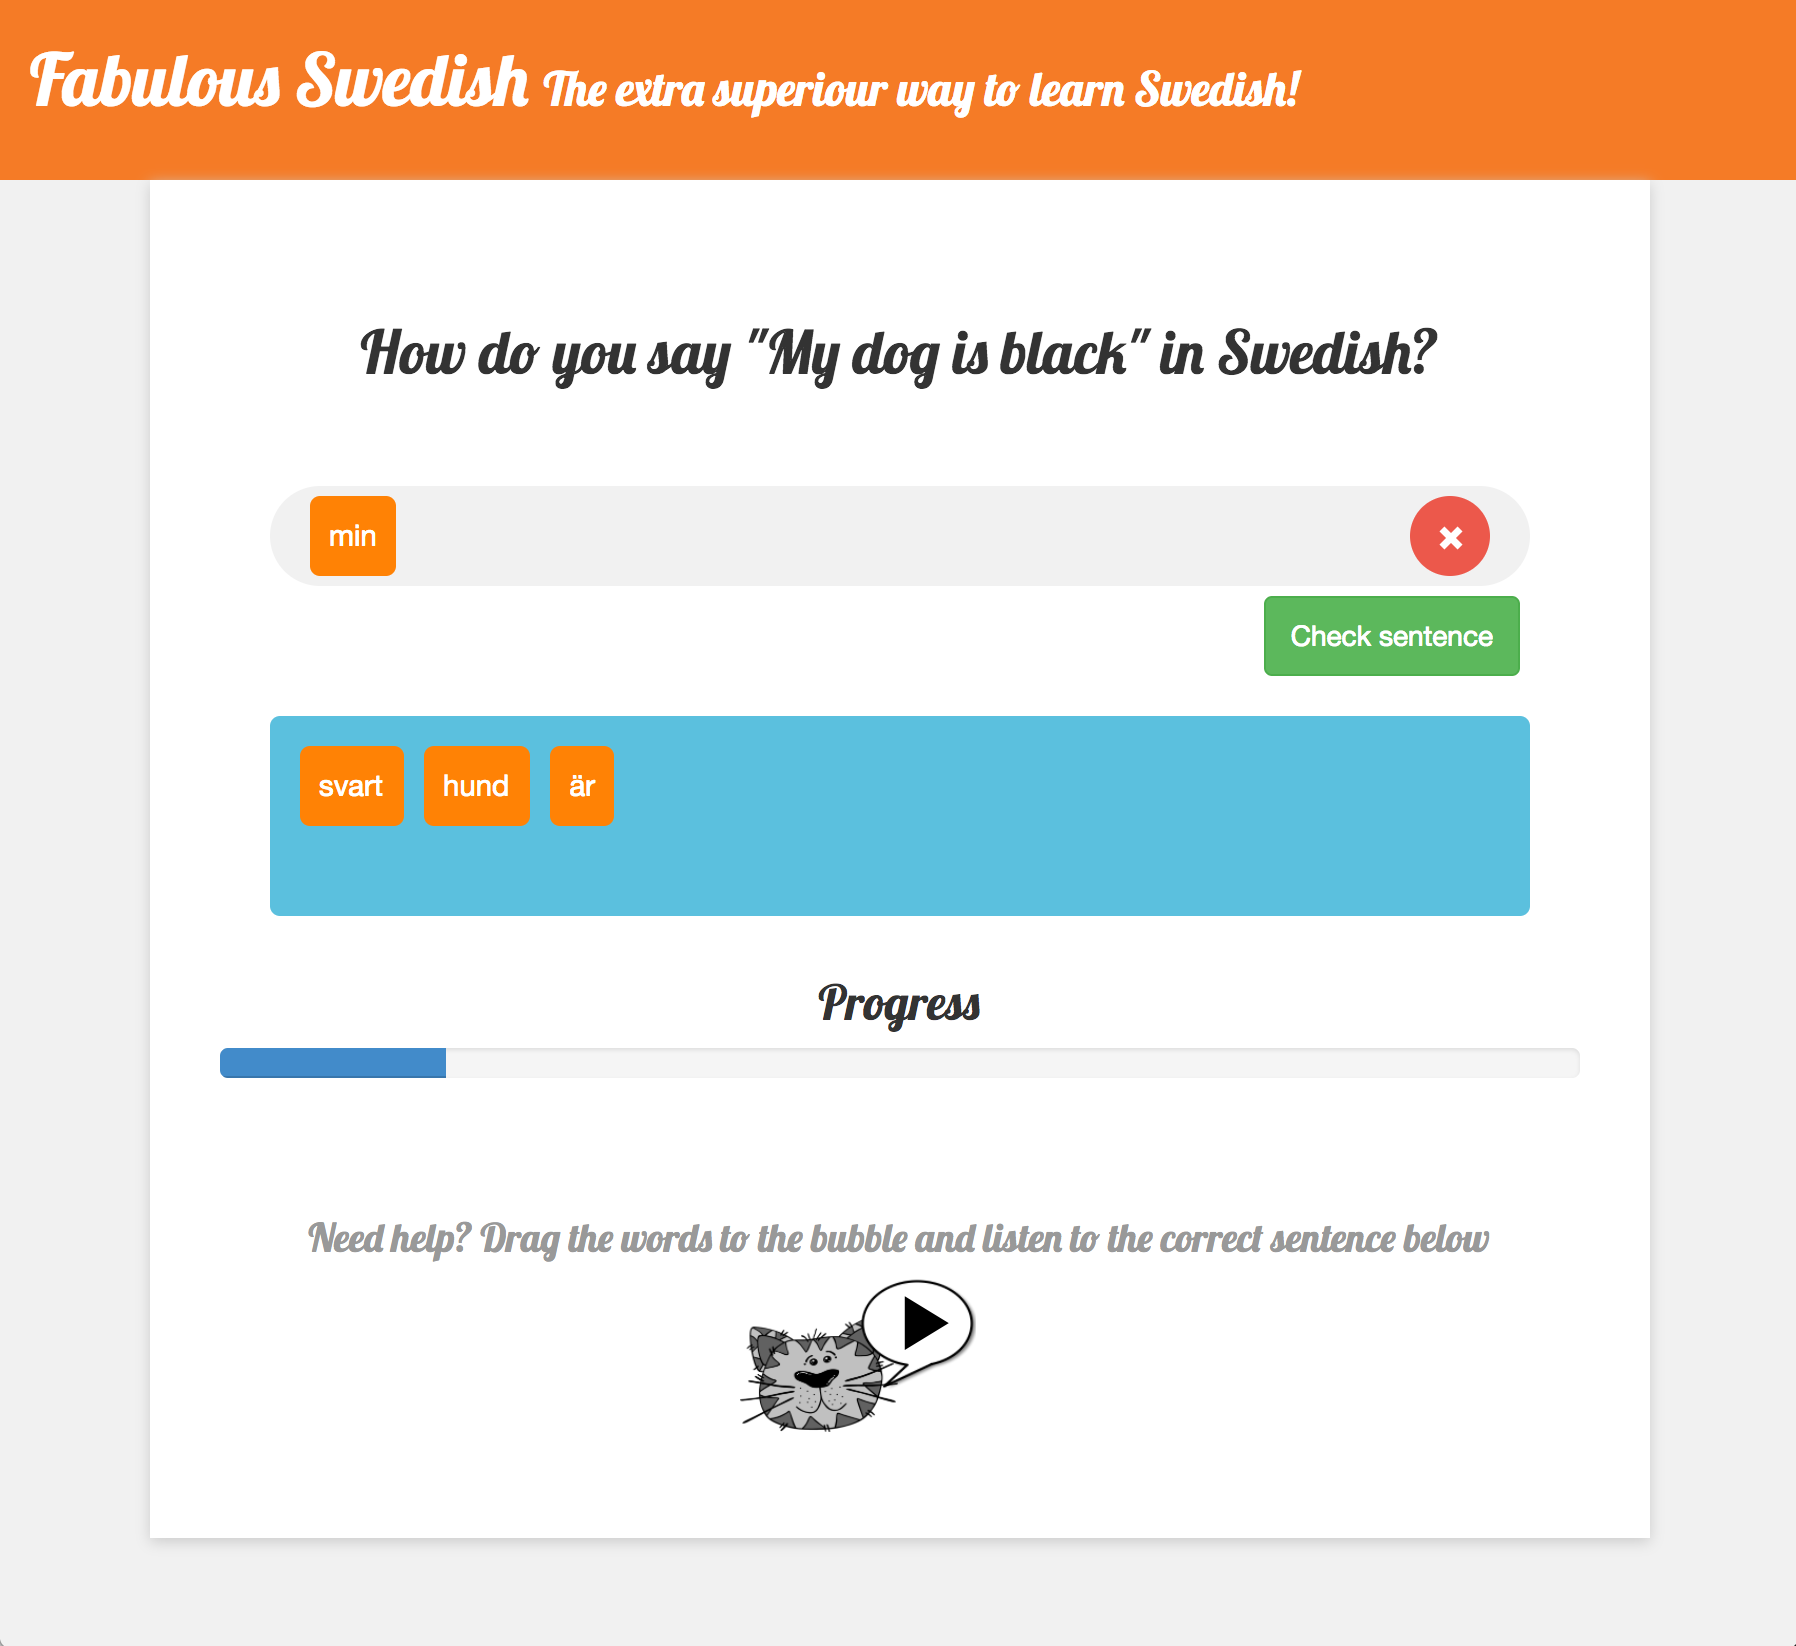 Fabulous Swedish The extra superiour way to learn Swedish!
How do you say "My dog is black" in Swedish?
min
Check sentence
svart hund är
Progress
Need help? Drag the words to the bubble and listen to the correct sentence below